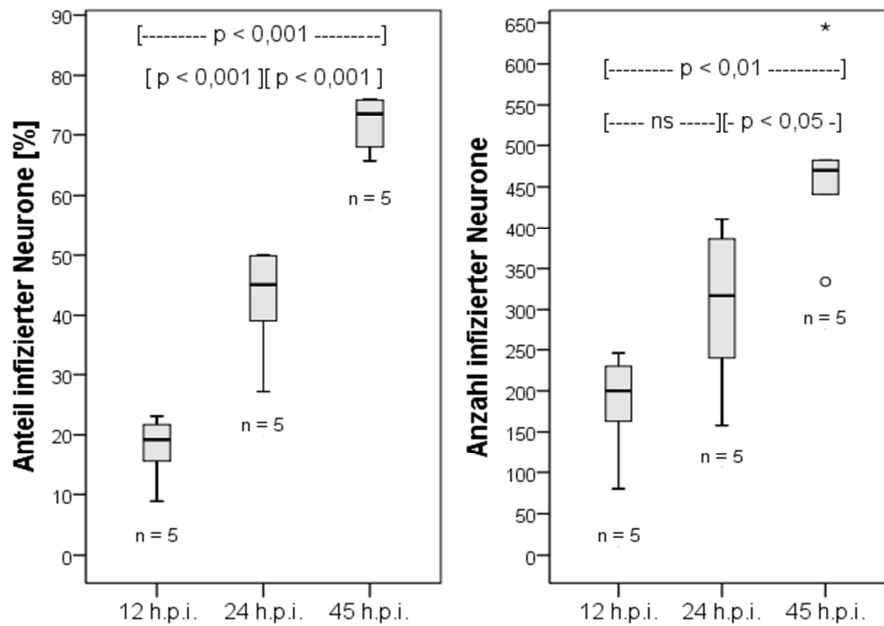 Anteil infizierter Neurone [%]
90
80
70
60
50
40
30
20
10
0
[--------- p < 0,001 ---------]
[ p < 0,001 ][ p < 0,001 ]
n = 5
n = 5
n = 5
12 h.p.i.
24 h.p.i.
45 h.p.i.
Anzahl infizierter Neurone
650
600
550
500
450
400
350
300
250
200
150
100
50
0
*
[--------- p < 0,01 ---------]
[----- ns -----][- p < 0,05 -]
n = 5
n = 5
n = 5
12 h.p.i.
24 h.p.i.
45 h.p.i.